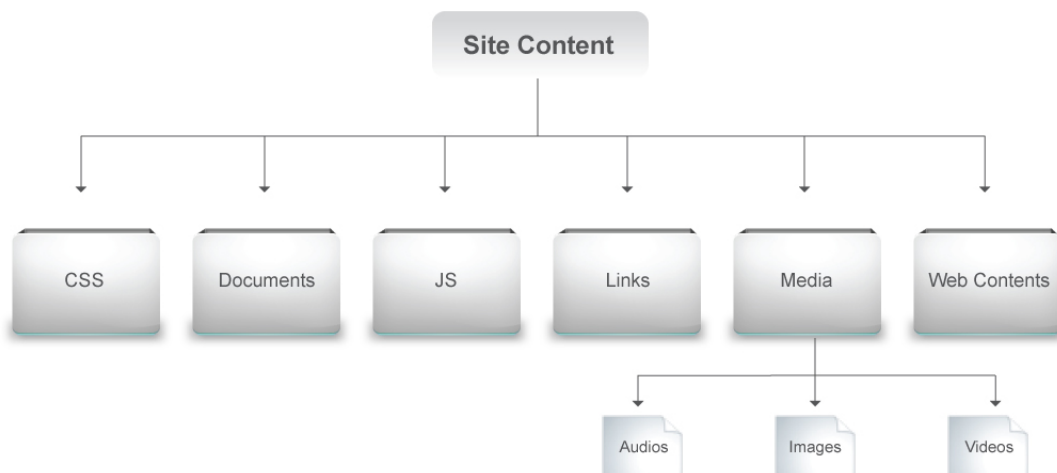 Site Content
CSS
Documents
JS
Links
Media
Web Contents
Audios
Images
Videos